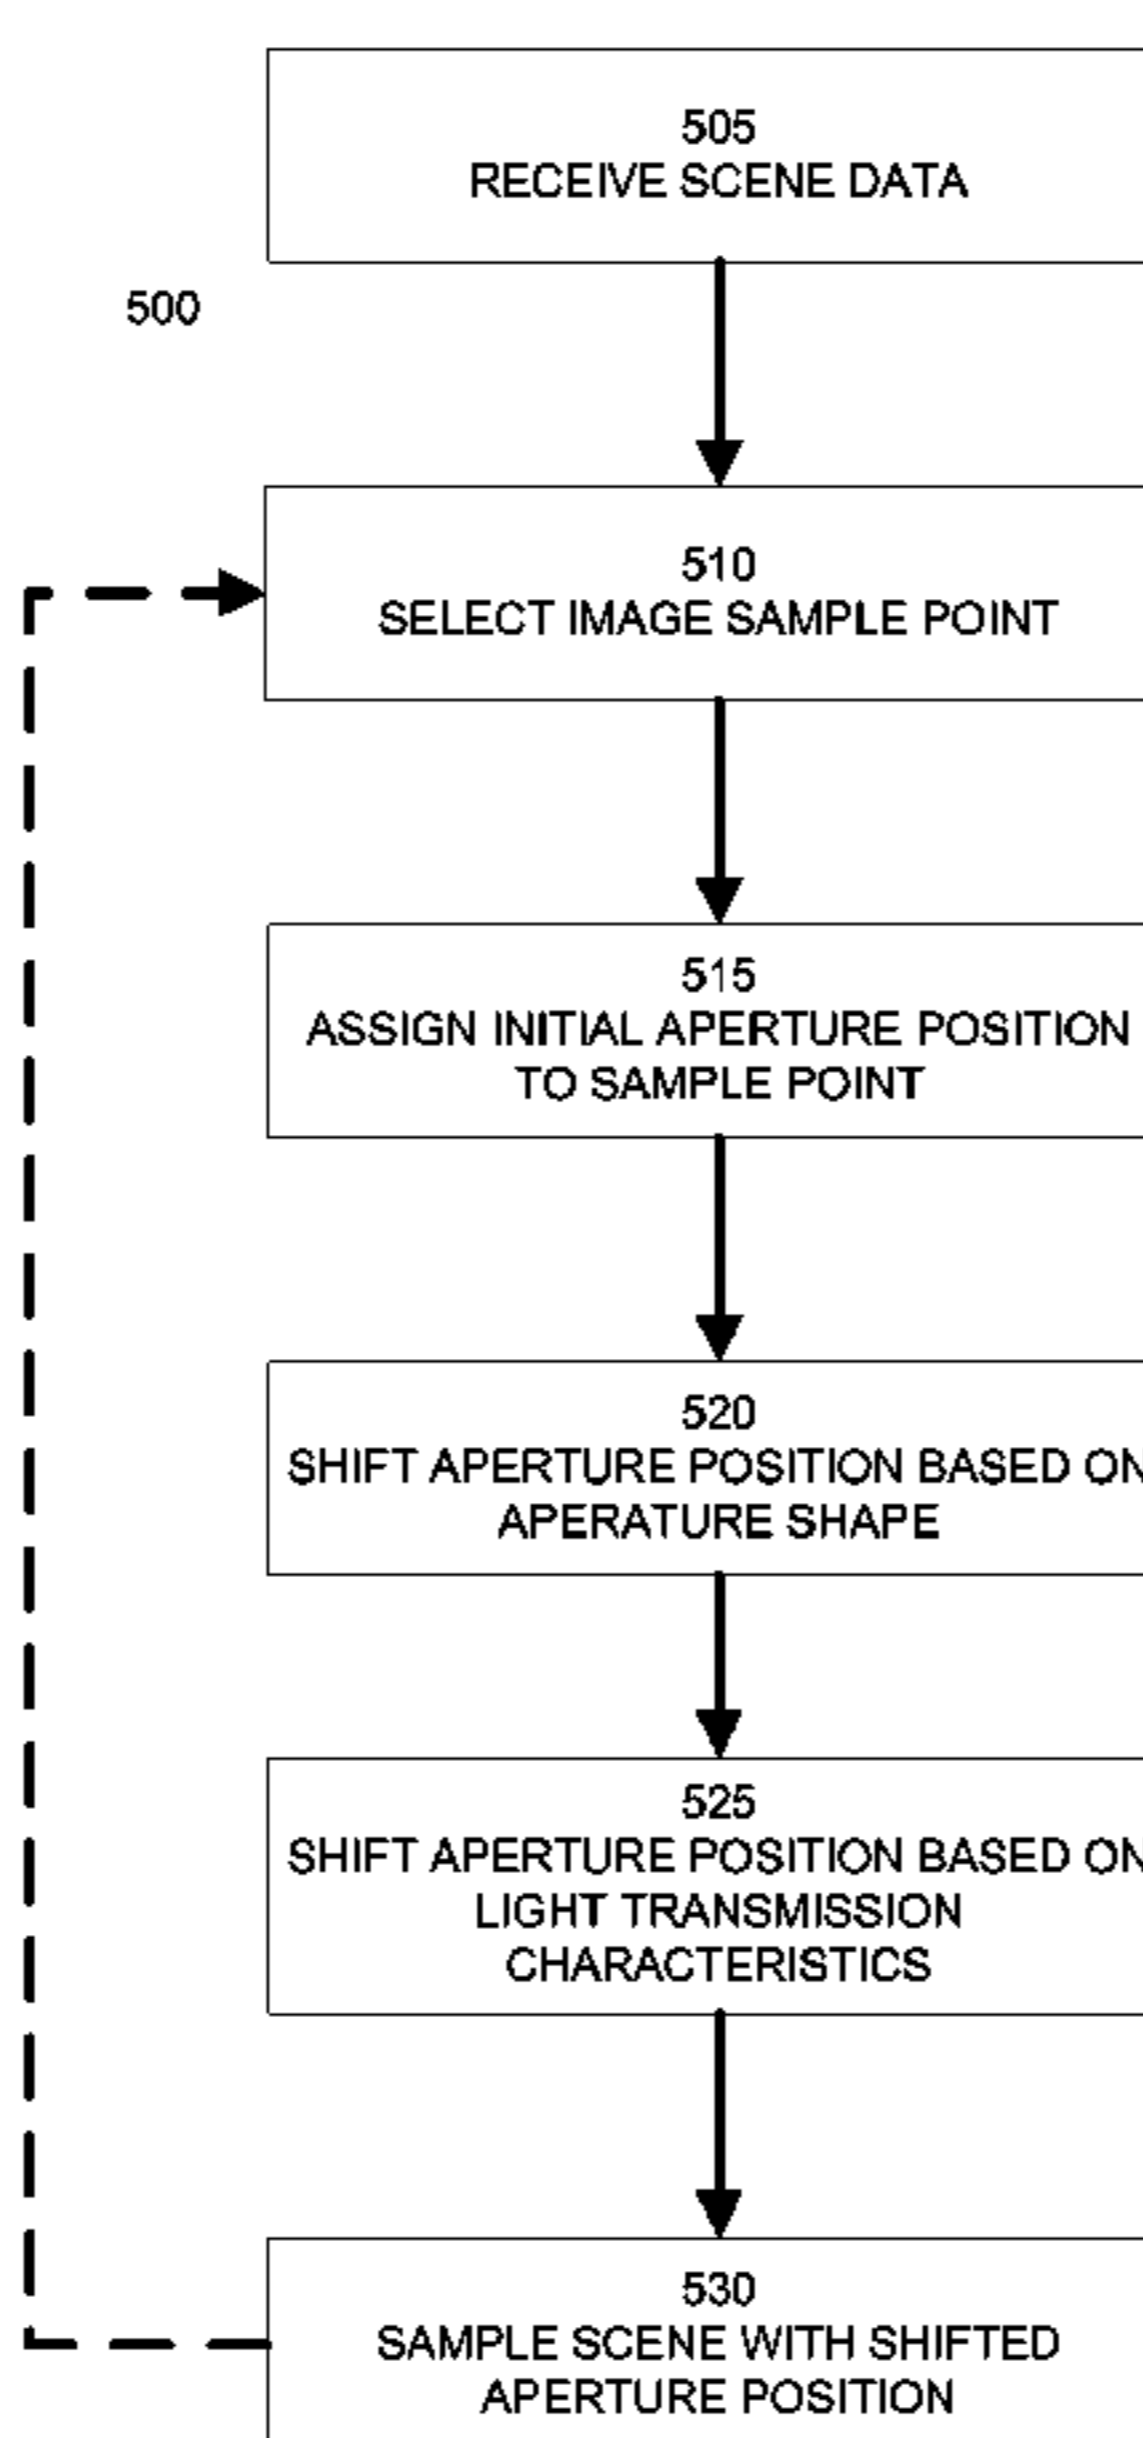 505
RECEIVE SCENE DATA
500
510
SELECT IMAGE SAMPLE POINT
515
ASSIGN INITIAL APERTURE POSITION
TO SAMPLE POINT
520
SHIFT APERTURE POSITION BASED ON
APERATURE SHAPE
525
SHIFT APERTURE POSITION BASED ON
LIGHT TRANSMISSION
CHARACTERISTICS
530
SAMPLE SCENE WITH SHIFTED
APERTURE POSITION